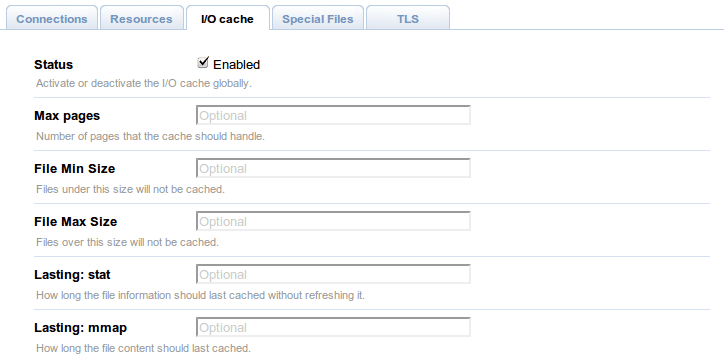 Connections Resources I/O cache Special Files TLS
Status Enabled
Activate or deactivate the I/O cache globally.
Max pages Optional
Number of pages that the cache should handle.
File Min Size Optional
Files under this size will not be cached.
File Max Size Optional
Files over this size will not be cached.
Lasting: stat Optional
How long the file information should last cached without refreshing it.
Lasting: mmap Optional
How long the file content should last cached.